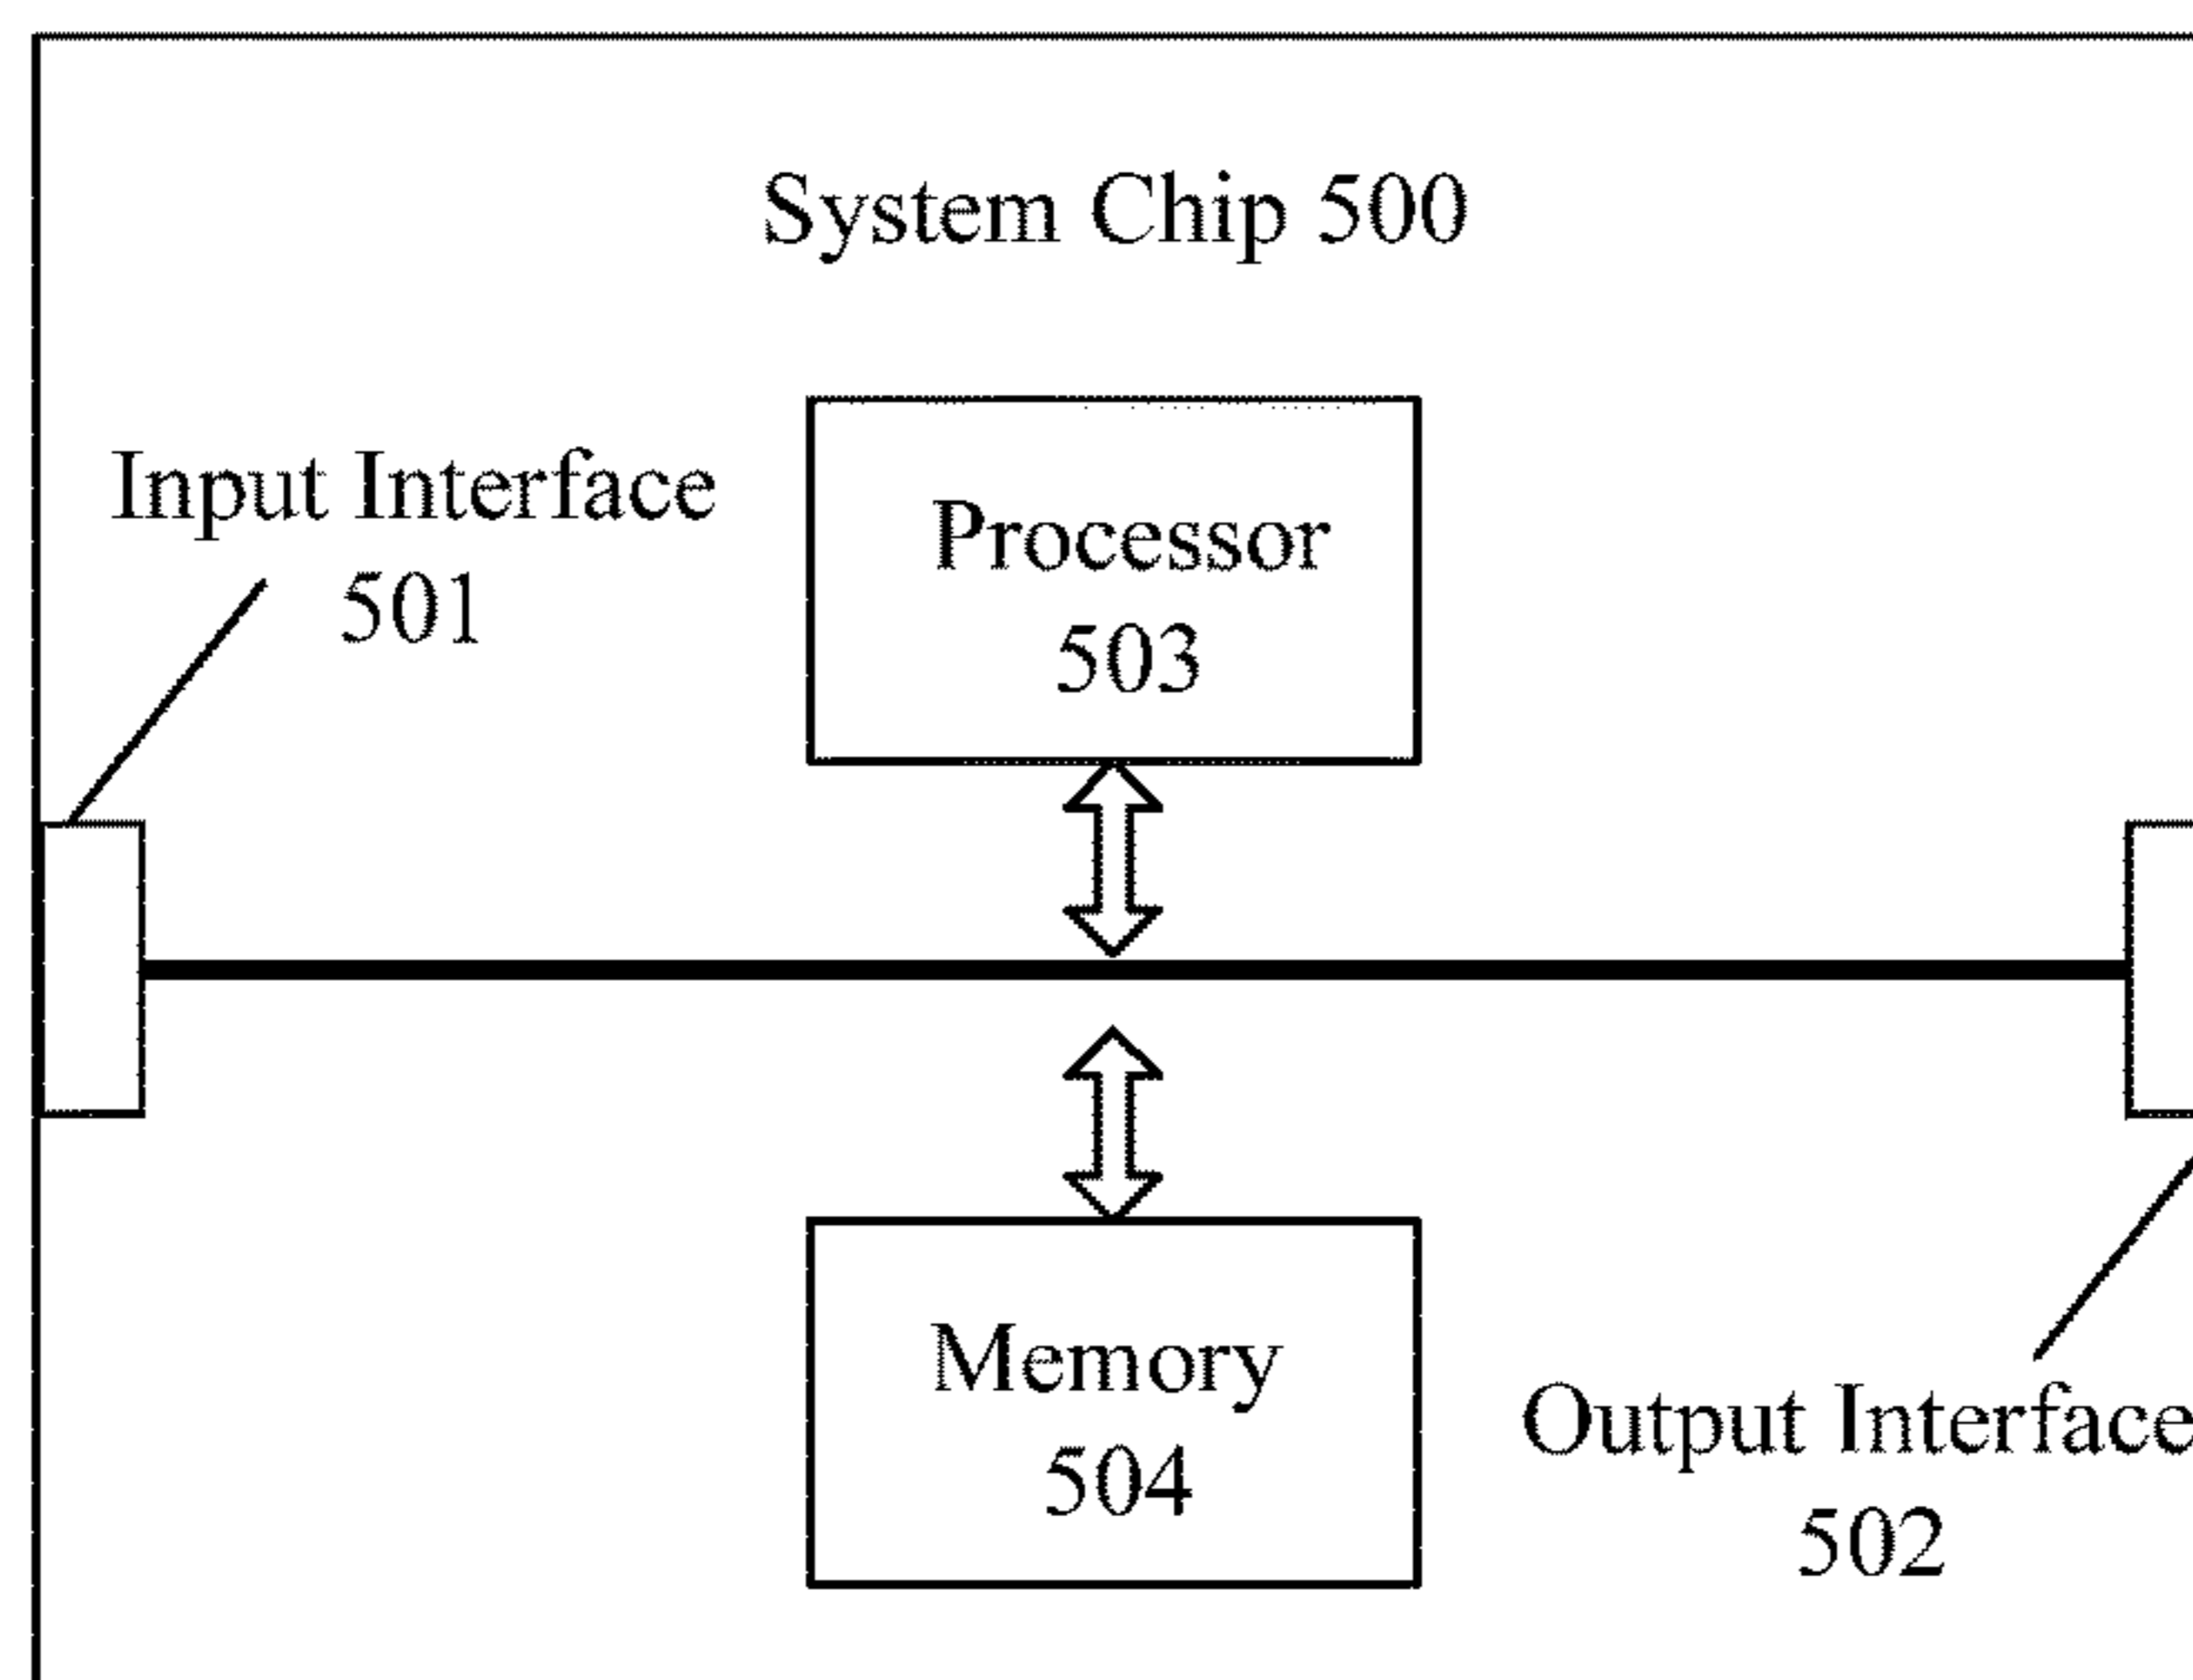 System Chip 500
Input Interface
501
Processor
503
Memory
504
Output Interface
502